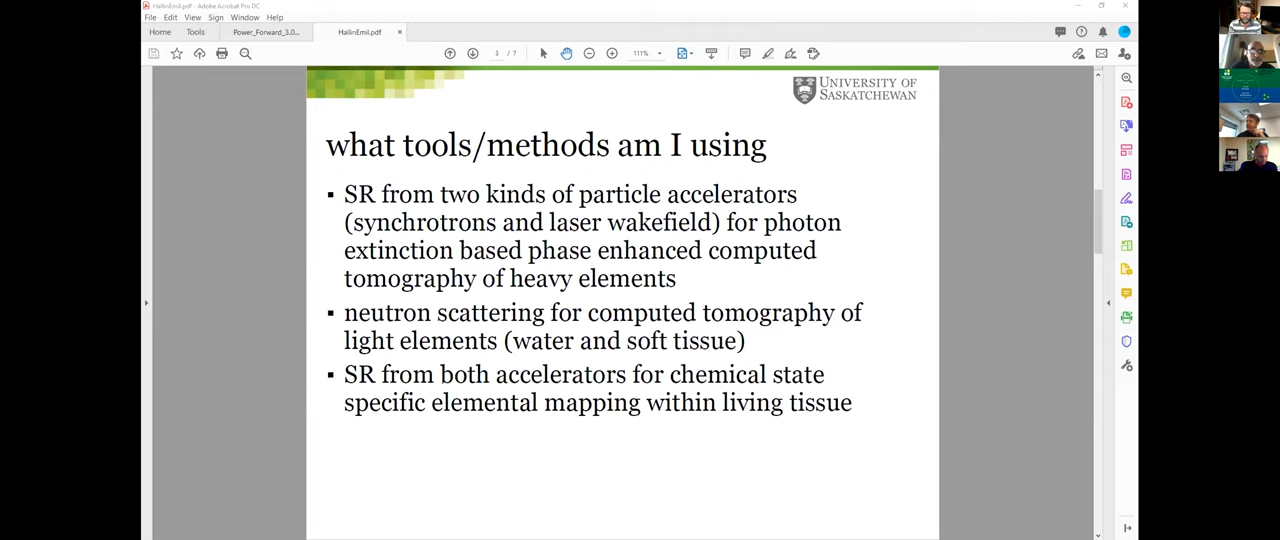 HallinEmil.pdf - Adobe Acrobat Pro DC
File Edit View Sign Window Help
Home Tools Power_Forward_3.0... HallinEmil.pdf ×
3 / 7 111%
UNIVERSITY OF
SASKATCHEWAN
what tools/methods am I using
▪ SR from two kinds of particle accelerators
(synchrotrons and laser wakefield) for photon
extinction based phase enhanced computed
tomography of heavy elements
▪ neutron scattering for computed tomography of
light elements (water and soft tissue)
▪ SR from both accelerators for chemical state
specific elemental mapping within living tissue